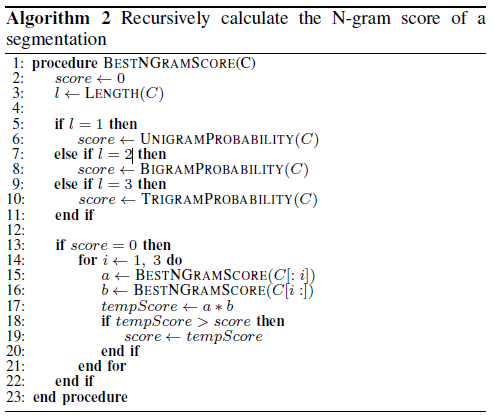 Algorithm 2 Recursively calculate the N-gram score of a
segmentation
1: procedure BESTNGRAMSCORE(C)
2: score ← 0
3: l ← LENGTH(C)
4:
5: if l = 1 then
6: score ← UNIGRAMPROBABILITY(C)
7: else if l = 2 then
8: score ← BIGRAMPROBABILITY(C)
9: else if l = 3 then
10: score ← TRIGRAMPROBABILITY(C)
11: end if
12:
13: if score = 0 then
14: for i ← 1, 3 do
15: a ← BESTNGRAMSCORE(C[: i])
16: b ← BESTNGRAMSCORE(C[i :])
17: tempScore ← a ∗ b
18: if tempScore > score then
19: score ← tempScore
20: end if
21: end for
22: end if
23: end procedure